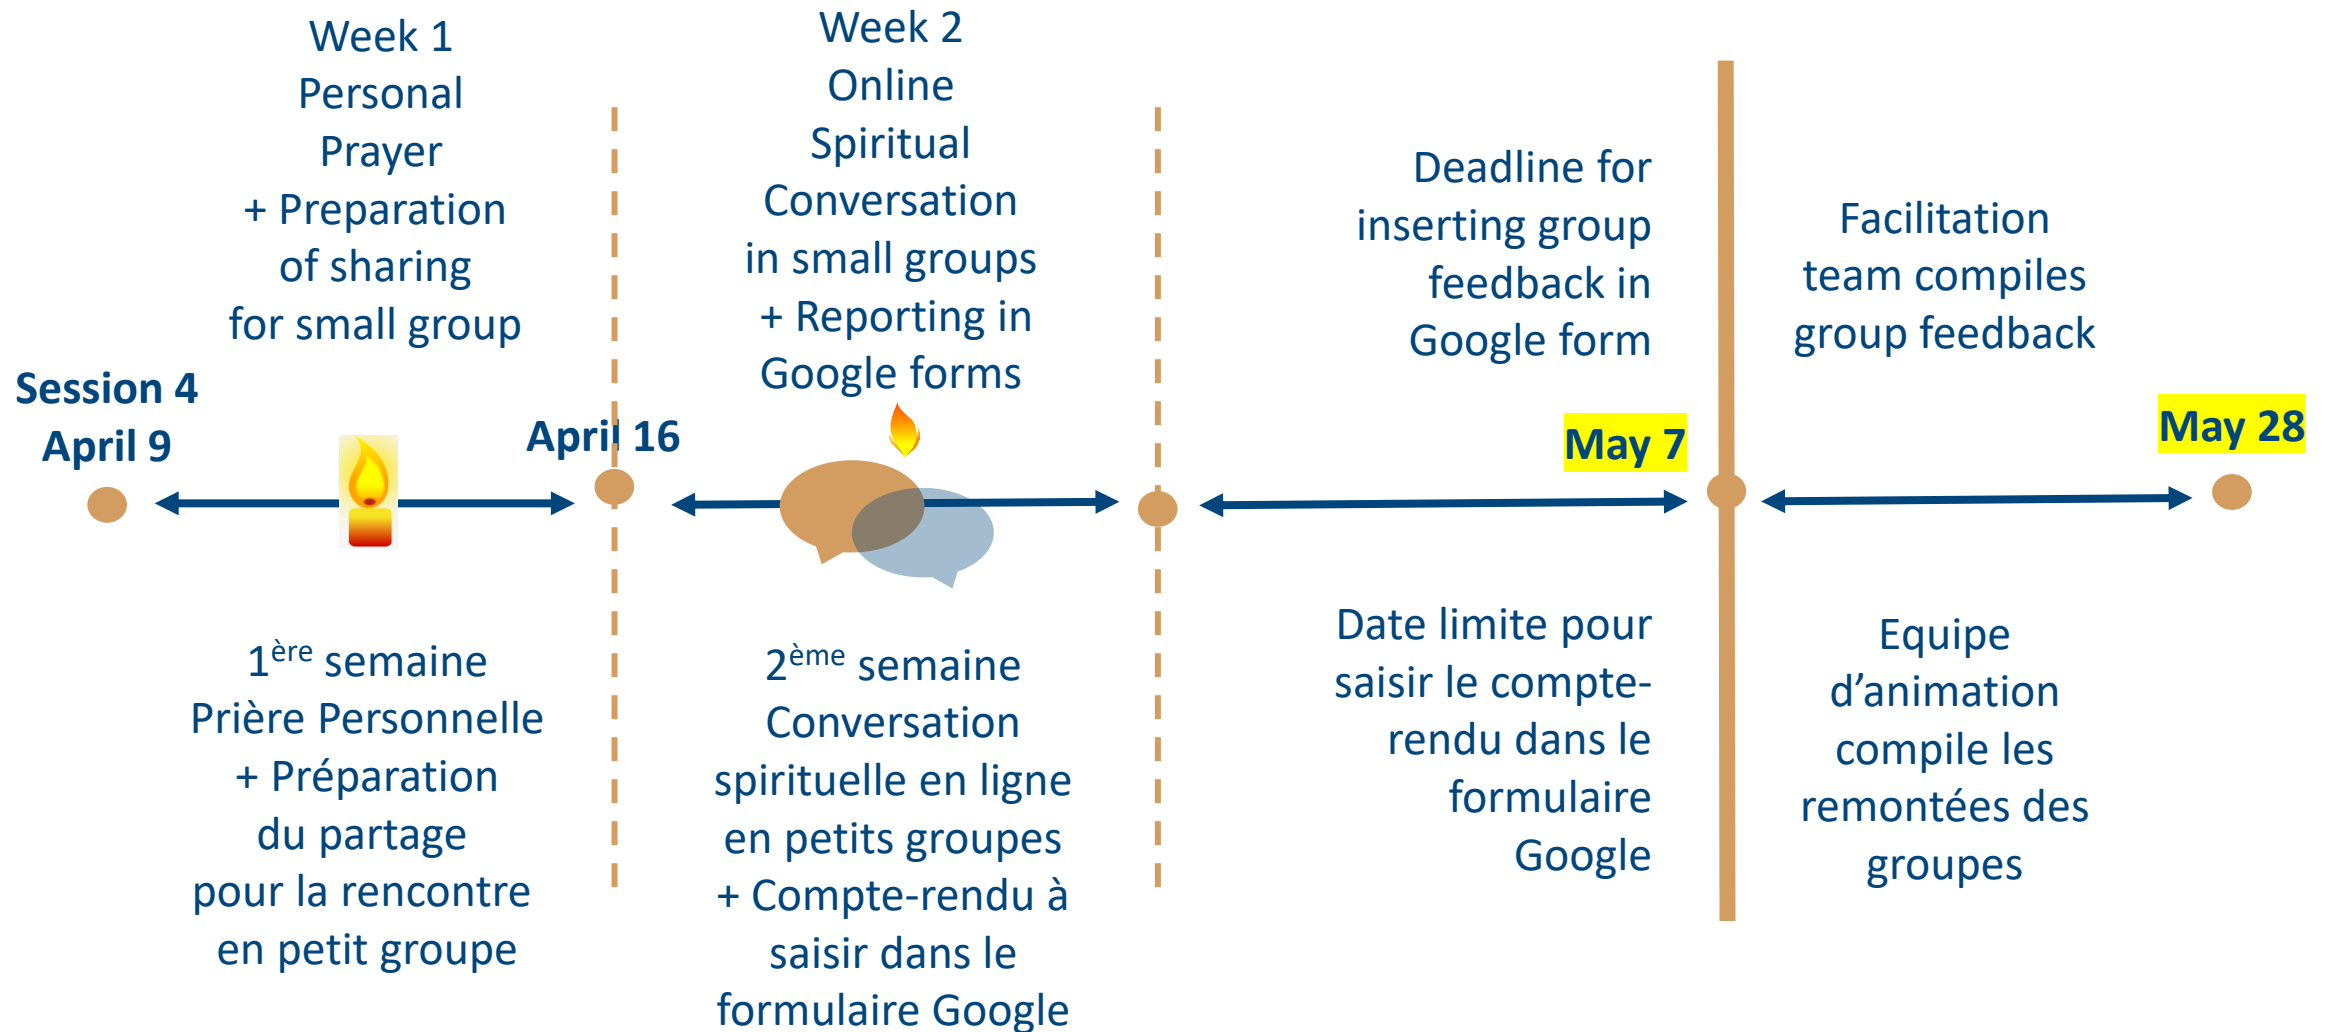 Week 1
Personal
Prayer
+ Preparation
of sharing
for small group
Week 2
Online
Spiritual
Conversation
in small groups
+ Reporting in
Google forms
Deadline for
inserting group
feedback in
Google form
Facilitation
team compiles
group feedback
Session 4
April 9
April 16
May 7
May 28
1ère semaine
Prière Personnelle
+ Préparation
du partage
pour la rencontre
en petit groupe
2ème semaine
Conversation
spirituelle en ligne
en petits groupes
+ Compte-rendu à
saisir dans le
formulaire Google
Date limite pour
saisir le compte-
rendu dans le
formulaire
Google
Equipe
d’animation
compile les
remontées des
groupes